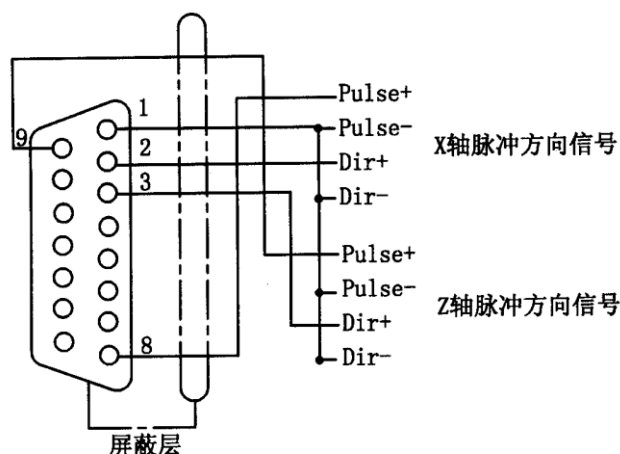 1
9
2
3
8
Pulse+
Pulse-
Dir+
Dir-
X轴脉冲方向信号
Pulse+
Pulse-
Dir+
Dir-
Z轴脉冲方向信号
屏蔽层